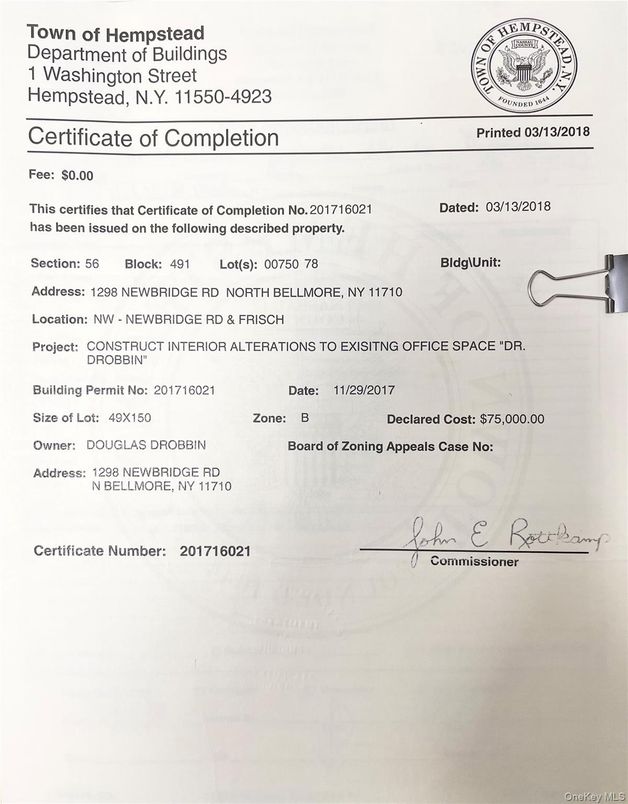 Town of Hempstead
Department of Buildings
1 Washington Street
Hempstead, N.Y. 11550-4923
TOWN OF HEMPSTEAD, N.Y.
NASSAU COUNTY
FOUNDED 1644
Certificate of Completion
Printed 03/13/2018
Fee: $0.00
This certifies that Certificate of Completion No. 201716021 Dated: 03/13/2018
has been issued on the following described property.
Section: 56 Block: 491 Lot(s): 00750 78 Bldg\Unit:
Address: 1298 NEWBRIDGE RD NORTH BELLMORE, NY 11710
Location: NW - NEWBRIDGE RD & FRISCH
Project: CONSTRUCT INTERIOR ALTERATIONS TO EXISITNG OFFICE SPACE "DR.
DROBBIN"
Building Permit No: 201716021 Date: 11/29/2017
Size of Lot: 49X150 Zone: B Declared Cost: $75,000.00
Owner: DOUGLAS DROBBIN Board of Zoning Appeals Case No:
Address: 1298 NEWBRIDGE RD
N BELLMORE, NY 11710
John E Rottkamp
Certificate Number: 201716021
Commissioner
OneKey MLS